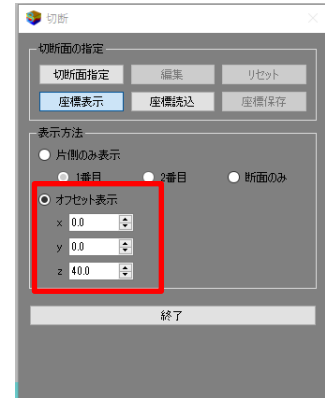 切断
切断面の指定
切断面指定 編集 リセット
座標表示 座標読込 座標保存
表示方法
片側のみ表示
1番目 2番目 断面のみ
オフセット表示
x 0.0
y 0.0
z 40.0
終了